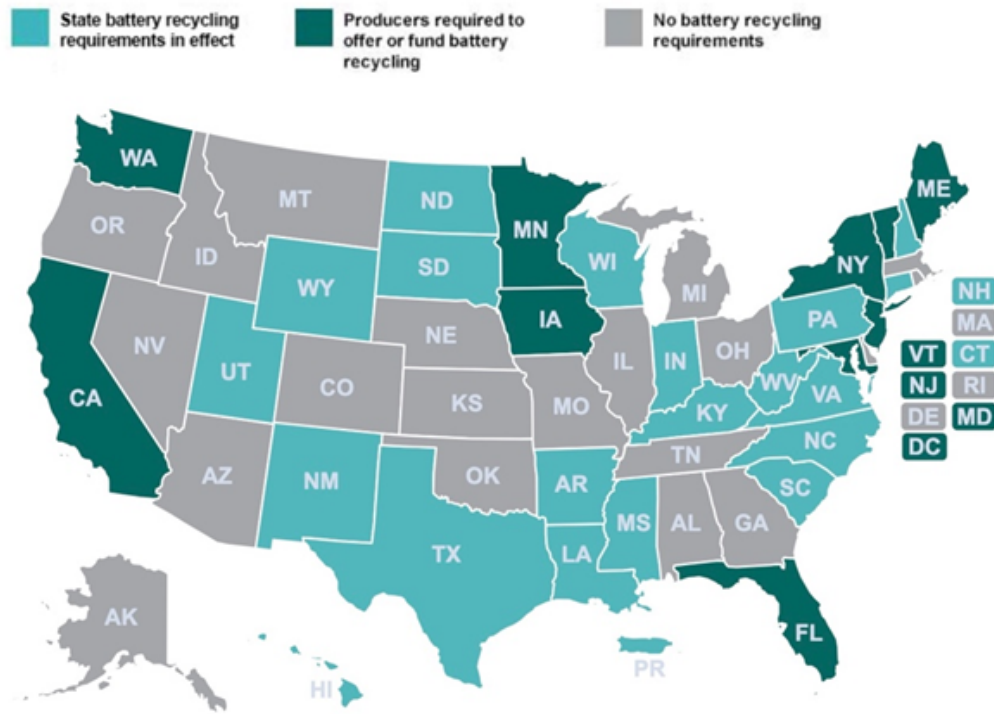 State battery recycling
requirements in effect
Producers required to
offer or fund battery
recycling
No battery recycling
requirements
WA
OR
CA
NV
ID
MT
WY
UT
AZ
NM
CO
ND
SD
NE
KS
OK
TX
MN
IA
MO
AR
LA
WI
IL
MS
MI
IN
OH
KY
TN
AL
GA
FL
SC
NC
VA
WV
PA
NY
ME
NH
MA
VT
CT
NJ
RI
DE
MD
DC
AK
HI
PR